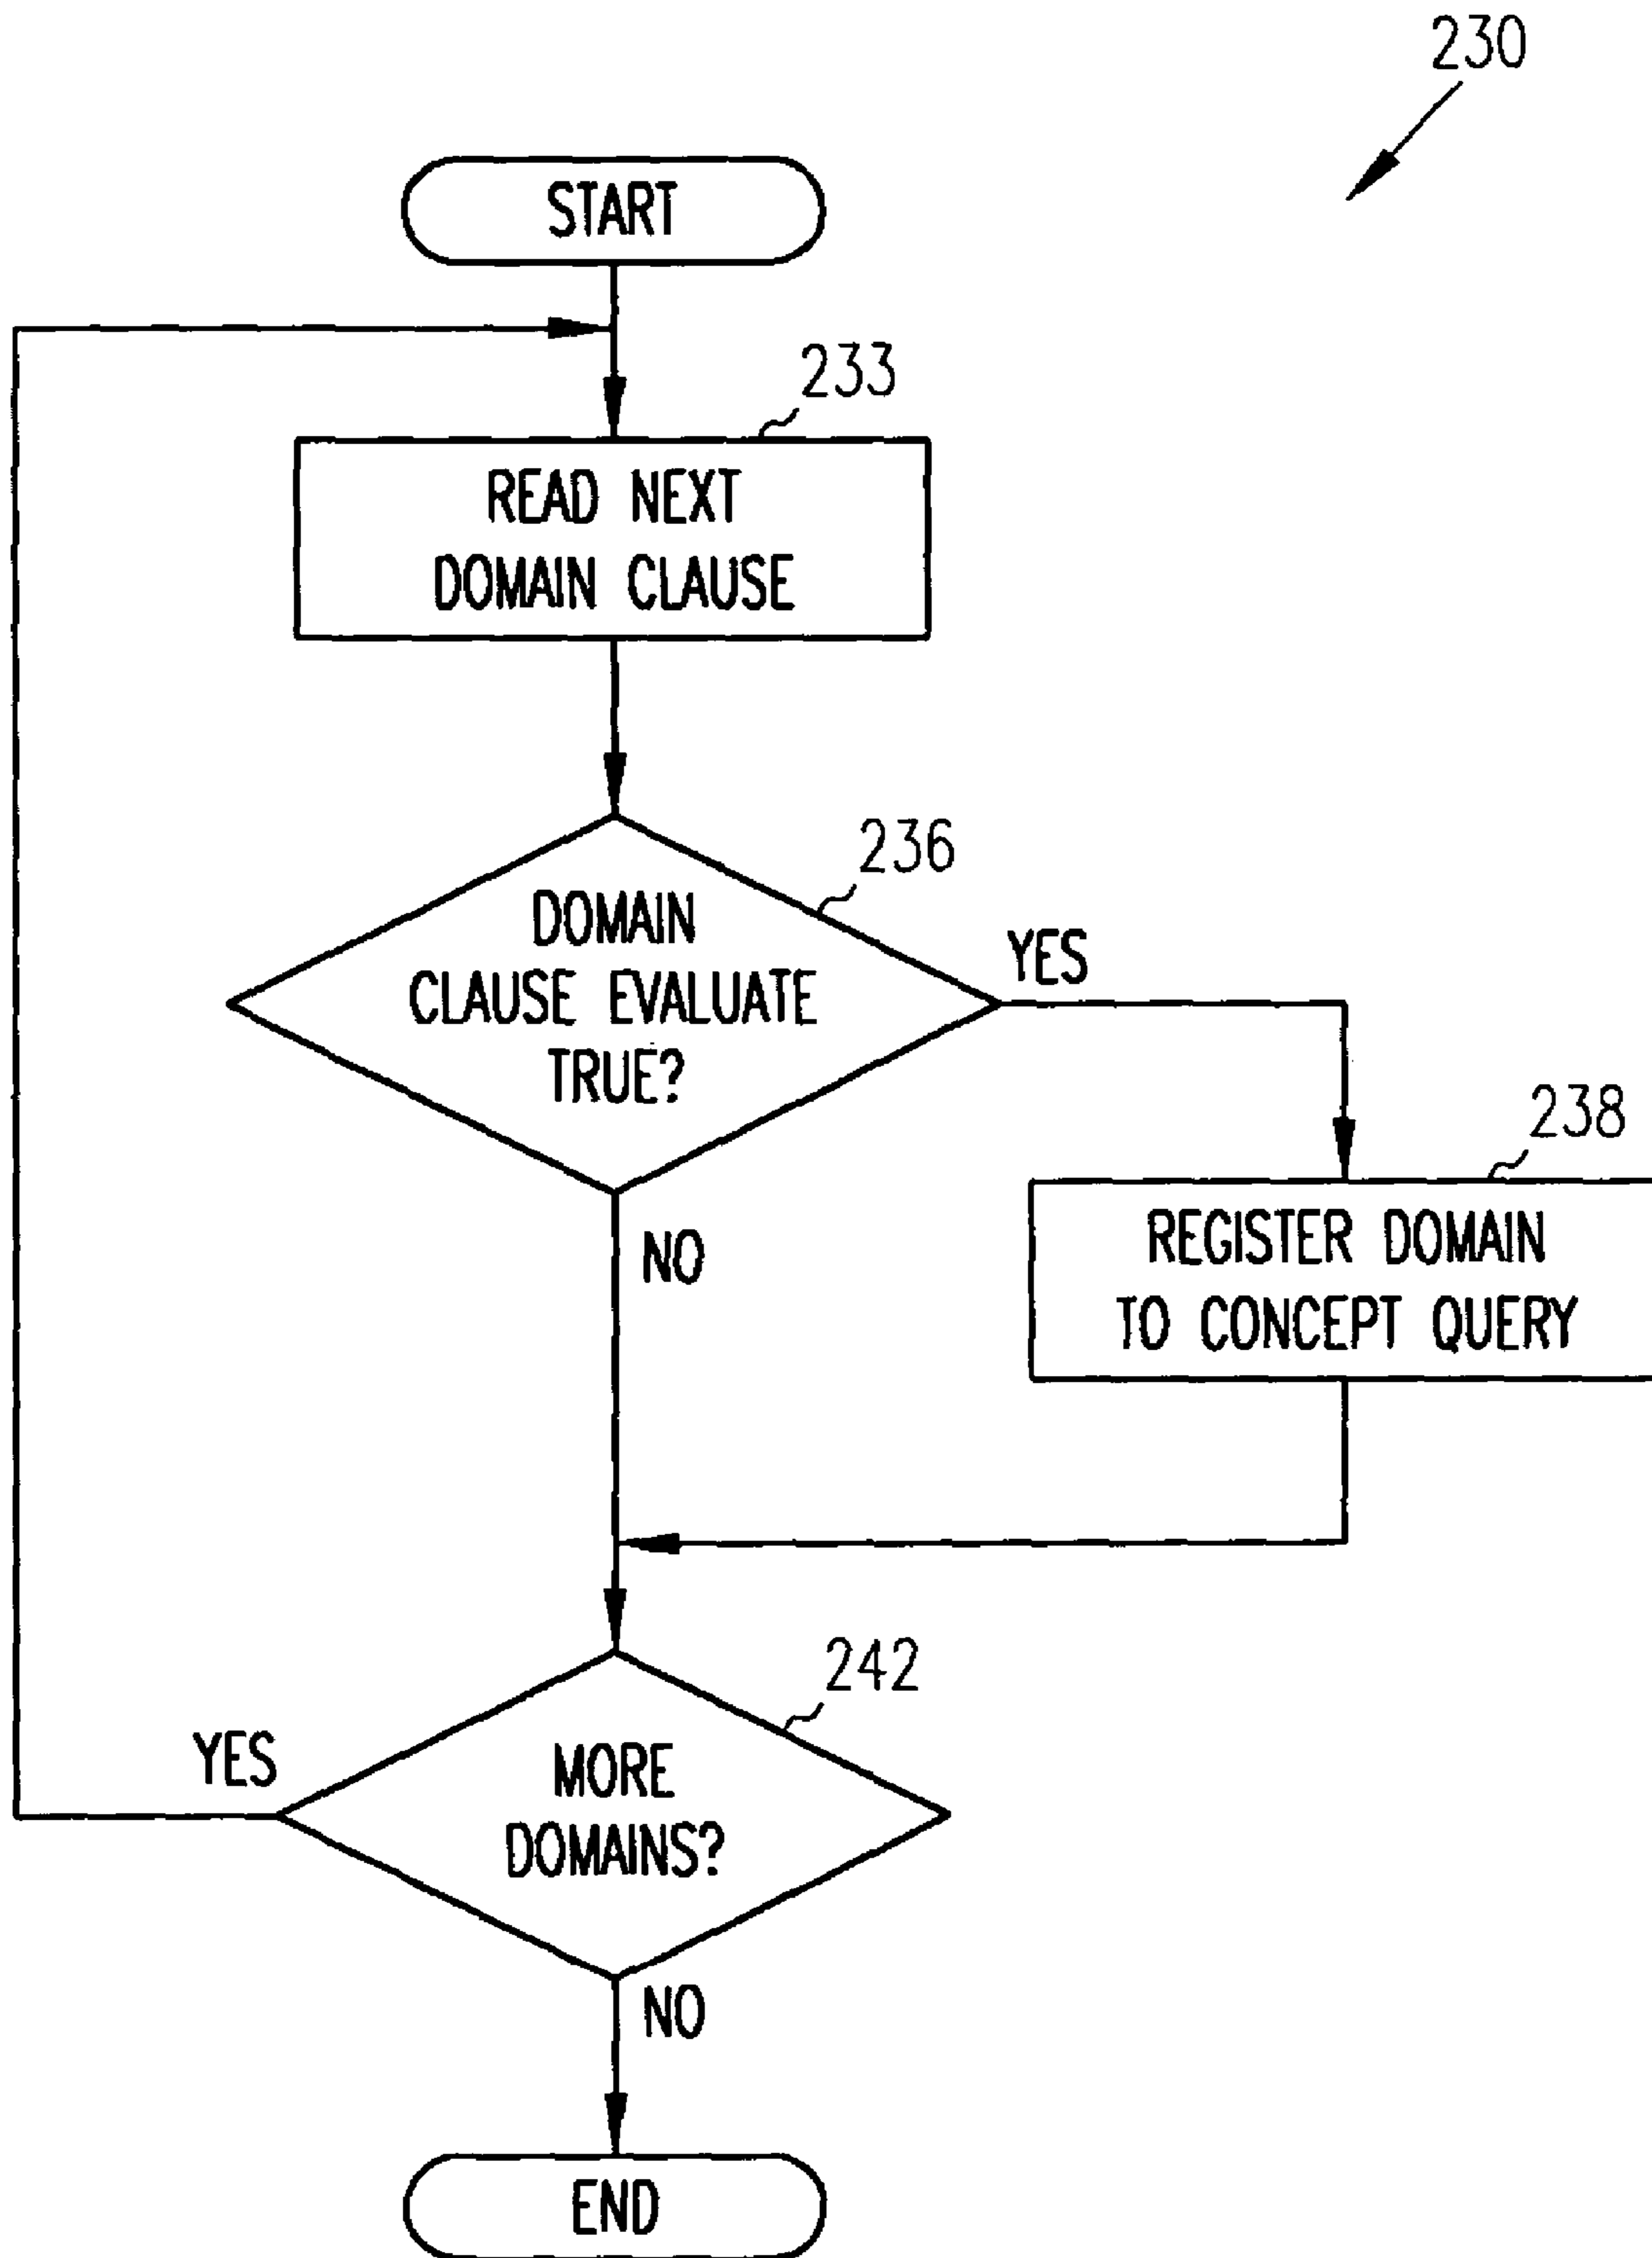 230
START
233
READ NEXT
DOMAIN CLAUSE
236
DOMAIN
CLAUSE EVALUATE
TRUE?
YES
238
REGISTER DOMAIN
TO CONCEPT QUERY
NO
242
YES
MORE
DOMAINS?
NO
END